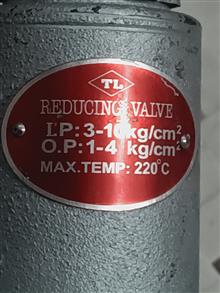 TL
REDUCING VALVE
I.P: 3-10kg/cm²
O.P: 1-4 kg/cm²
MAX.TEMP: 220°C